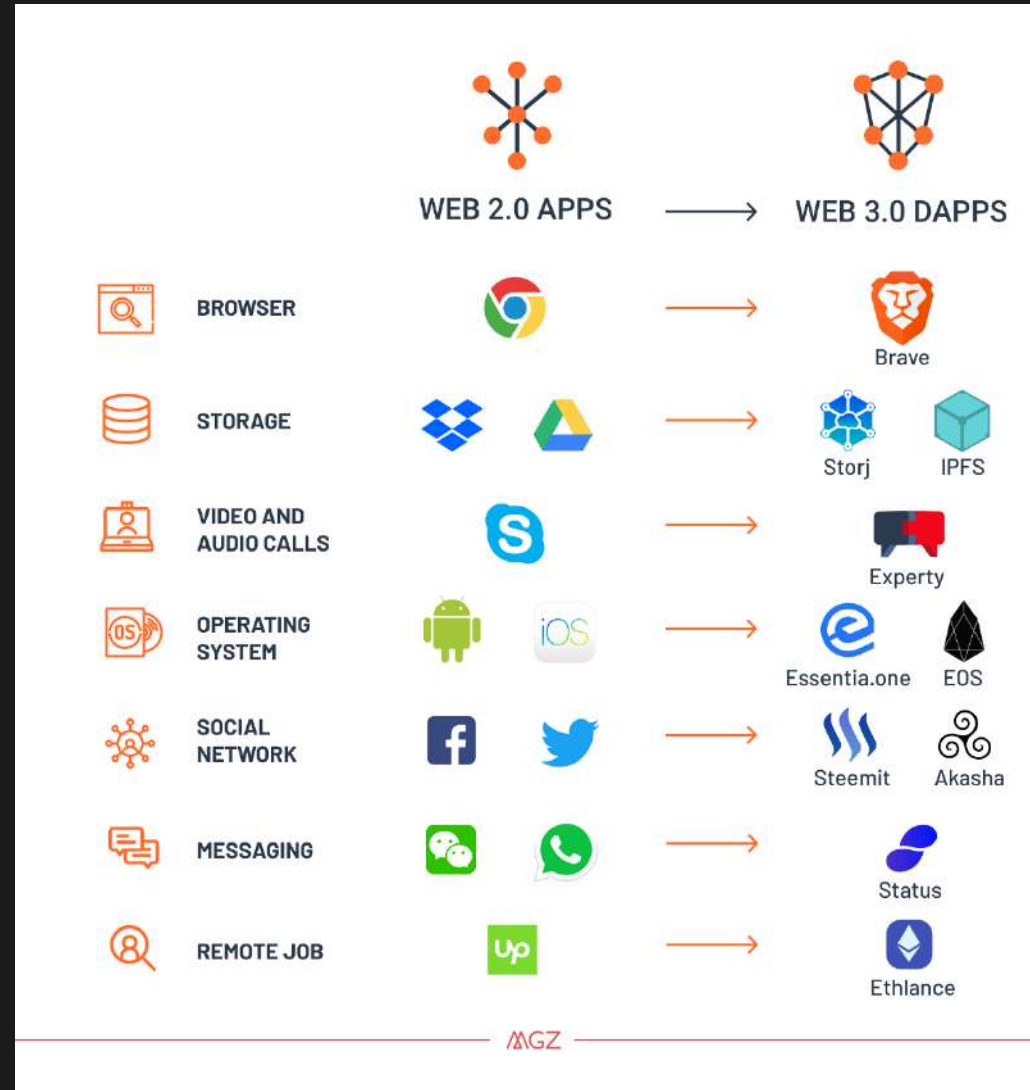 WEB 2.0 APPS
WEB 3.0 DAPPS
BROWSER
Brave
STORAGE
Storj
IPFS
VIDEO AND
AUDIO CALLS
S
Experty
OS
OPERATING
SYSTEM
iOS
Essentia.one
EOS
SOCIAL
NETWORK
f
Steemit
Akasha
MESSAGING
Status
REMOTE JOB
Up
Ethlance
MGZ